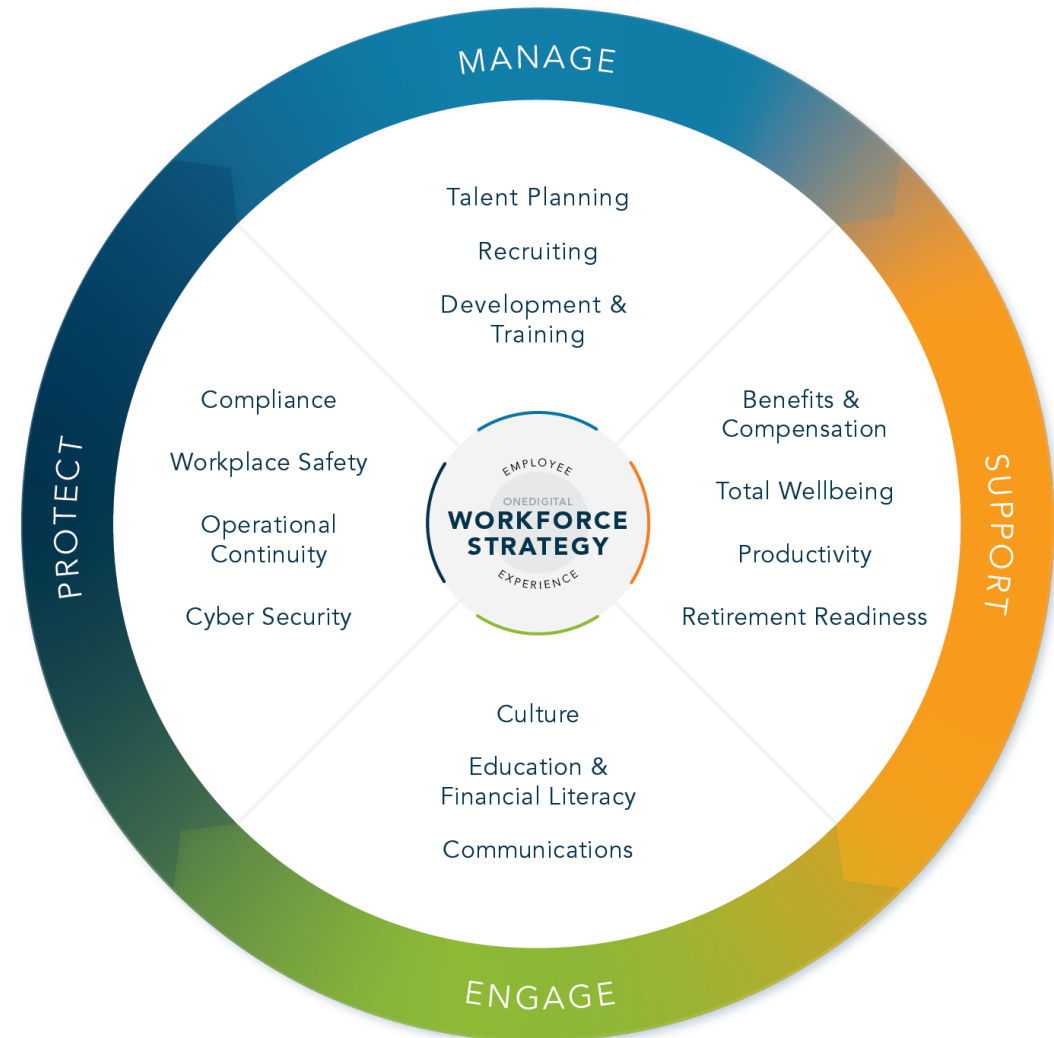 MANAGE
Talent Planning
Recruiting
Development &
Training
SUPPORT
Benefits &
Compensation
Total Wellbeing
Productivity
Retirement Readiness
ENGAGE
Culture
Education &
Financial Literacy
Communications
PROTECT
Compliance
Workplace Safety
Operational
Continuity
Cyber Security
EMPLOYEE
ONEDIGITAL
WORKFORCE
STRATEGY
EXPERIENCE